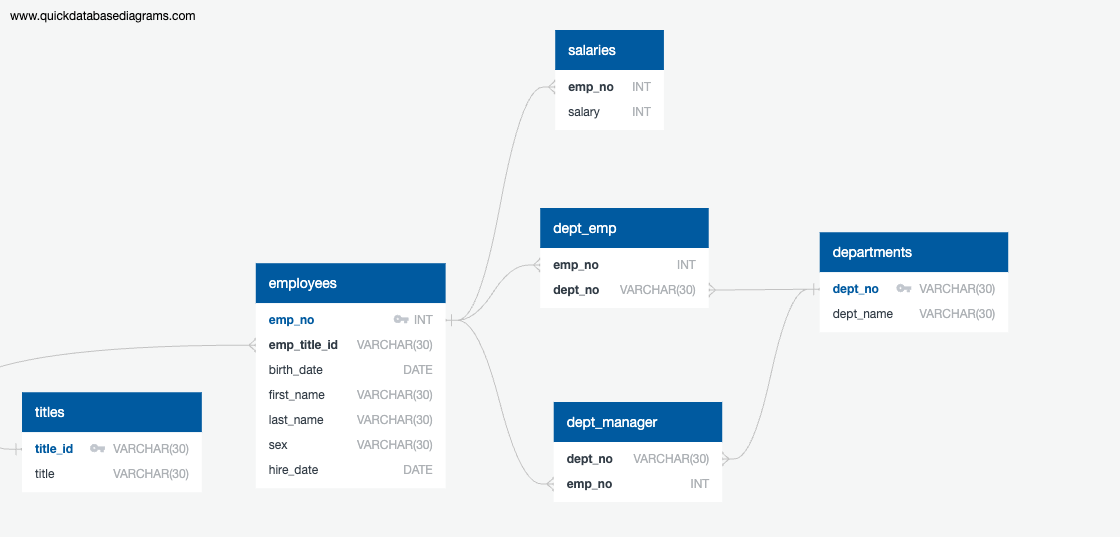 www.quickdatabasediagrams.com
salaries
emp_no INT
salary INT
dept_emp
emp_no INT
dept_no VARCHAR(30)
departments
dept_no VARCHAR(30)
dept_name VARCHAR(30)
employees
emp_no INT
emp_title_id VARCHAR(30)
birth_date DATE
first_name VARCHAR(30)
last_name VARCHAR(30)
sex VARCHAR(30)
hire_date DATE
titles
title_id VARCHAR(30)
title VARCHAR(30)
dept_manager
dept_no VARCHAR(30)
emp_no INT